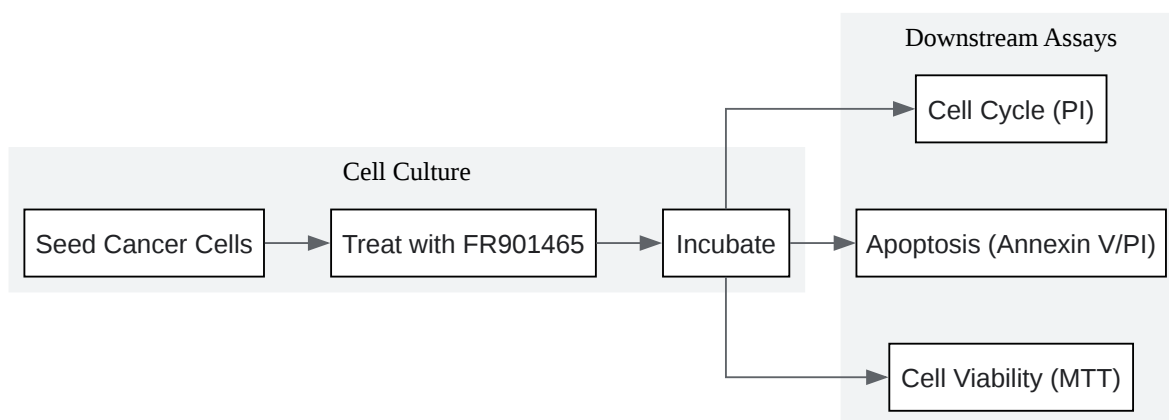 Downstream Assays
Cell Cycle (PI)
Cell Culture
Seed Cancer Cells
Treat with FR901465
Incubate
Apoptosis (Annexin V/PI)
Cell Viability (MTT)